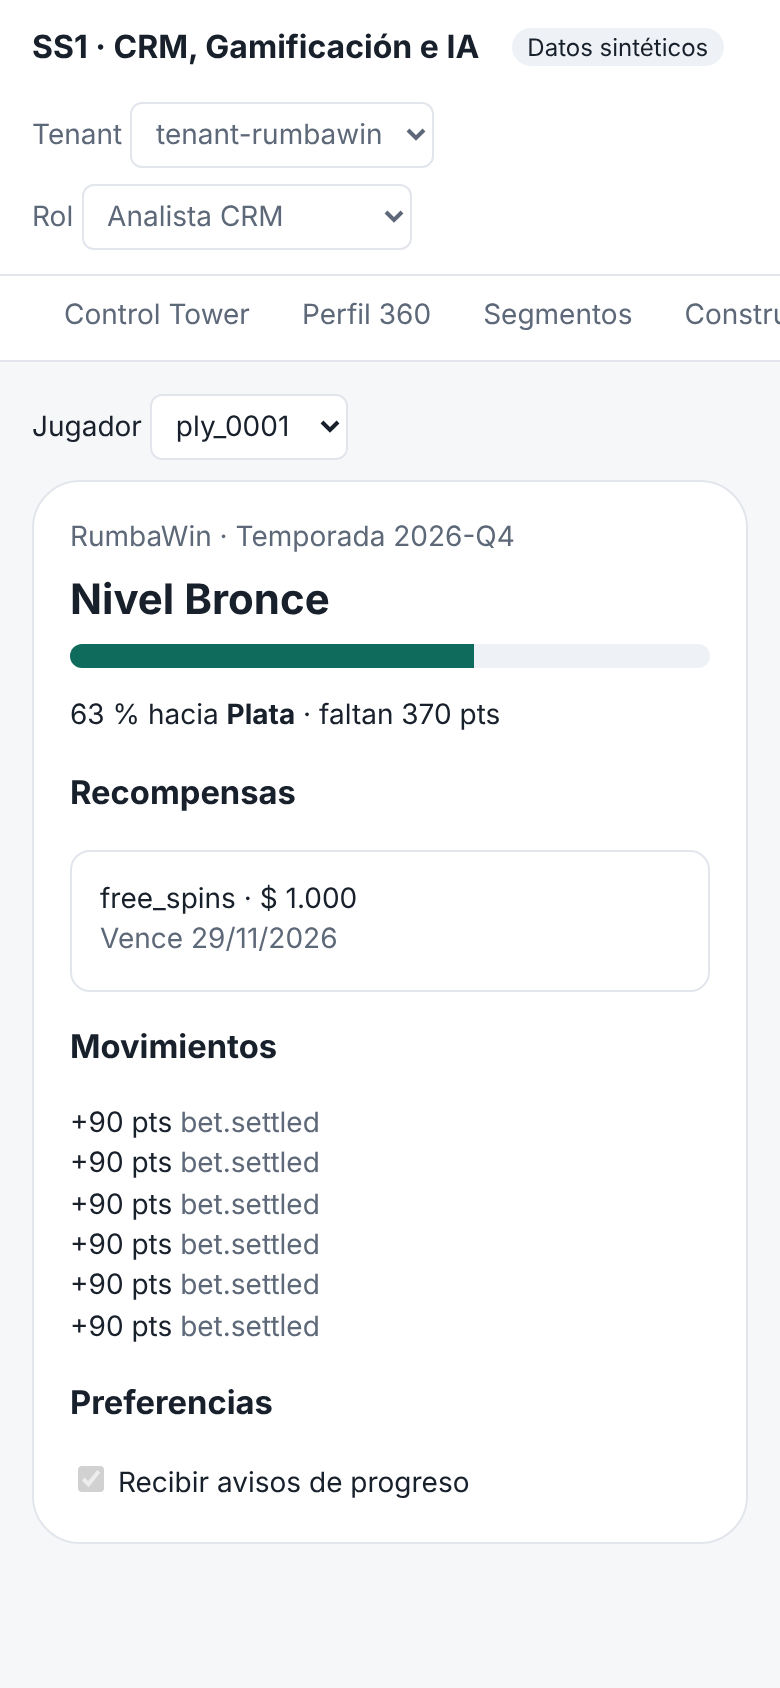 SS1 · CRM, Gamificación e IA Datos sintéticos
Tenant tenant-rumbawin
Rol Analista CRM
Control Tower Perfil 360 Segmentos Constru
Jugador ply_0001
RumbaWin · Temporada 2026-Q4
Nivel Bronce
63 % hacia Plata · faltan 370 pts
Recompensas
free_spins · $ 1.000
Vence 29/11/2026
Movimientos
+90 pts bet.settled
+90 pts bet.settled
+90 pts bet.settled
+90 pts bet.settled
+90 pts bet.settled
+90 pts bet.settled
Preferencias
Recibir avisos de progreso